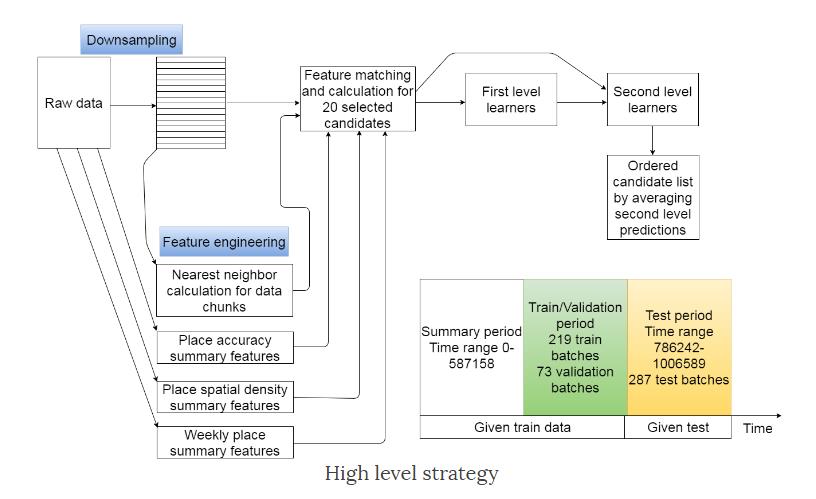 Downsampling
Raw data
Feature matching
and calculation for
20 selected
candidates
First level
learners
Second level
learners
Ordered
candidate list
by averaging
second level
predictions
Feature engineering
Nearest neighbor
calculation for data
chunks
Place accuracy
summary features
Place spatial density
summary features
Weekly place
summary features
Summary period
Time range 0-
587158
Train/Validation
period
219 train
batches
73 validation
batches
Test period
Time range
786242-
1006589
287 test batches
Given train data
Given test
Time
High level strategy